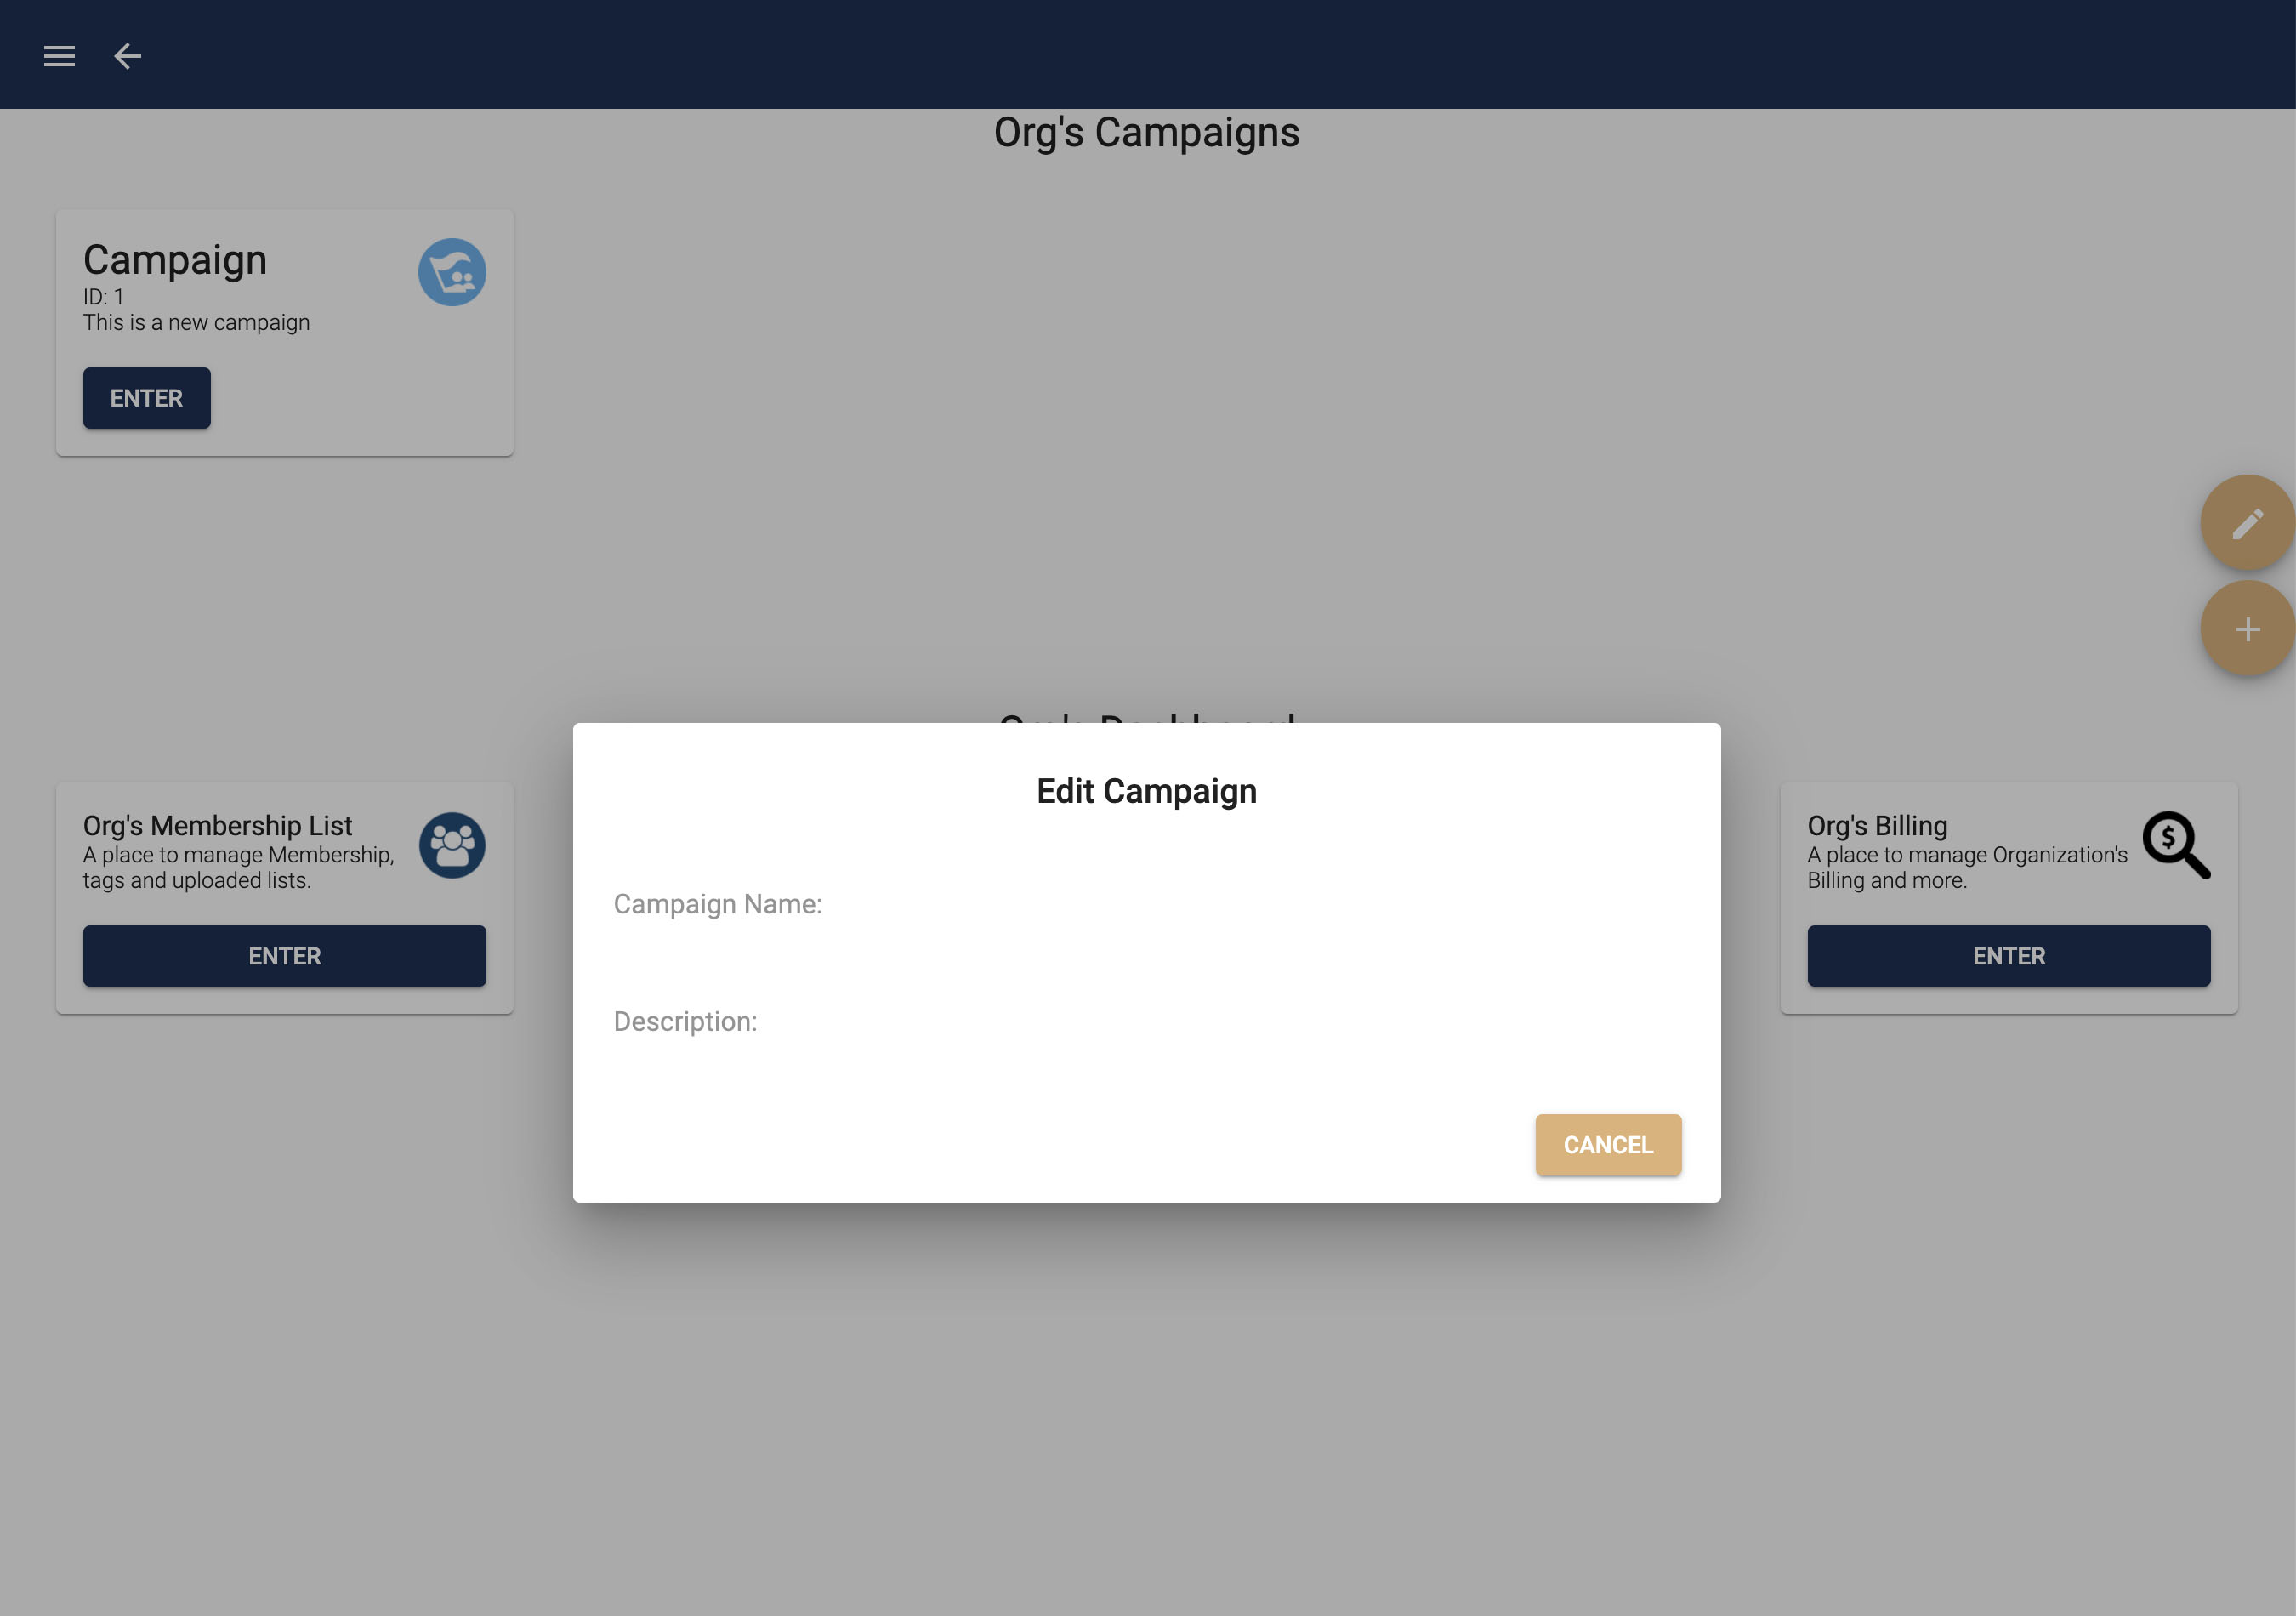 Org's Campaigns
Campaign
ID: 1
This is a new campaign
ENTER
Org's Membership List
A place to manage Membership,
tags and uploaded lists.
ENTER
Edit Campaign
Campaign Name:
Description:
CANCEL
Org's Billing
A place to manage Organization's
Billing and more.
ENTER
$